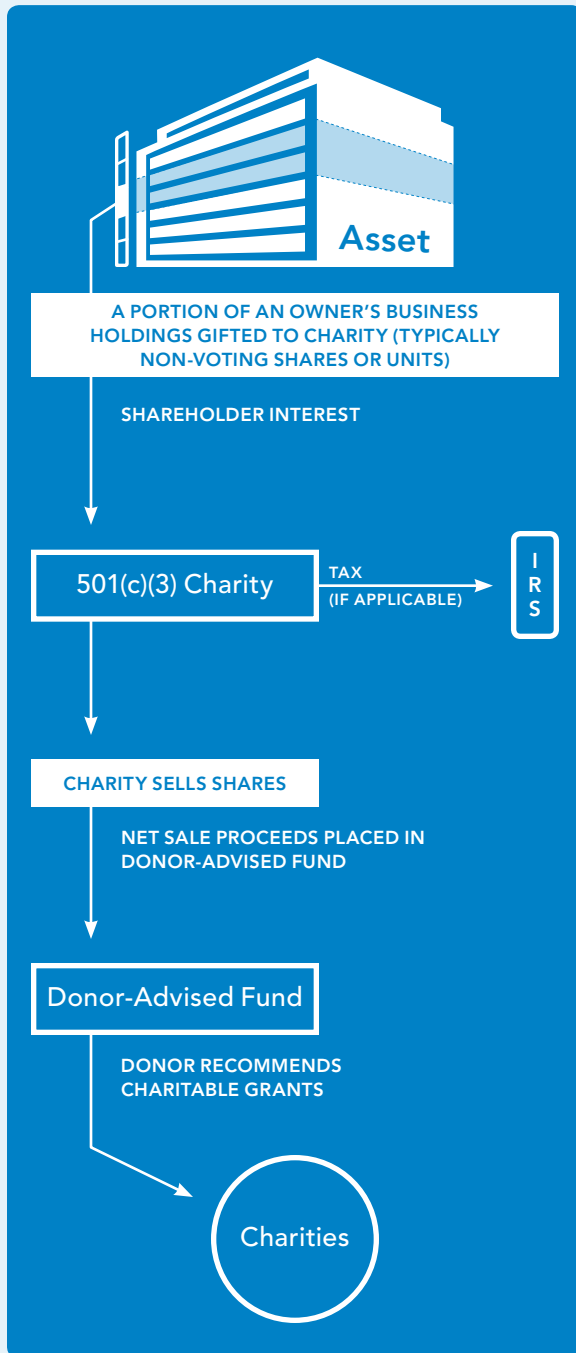 Asset
A PORTION OF AN OWNER’S BUSINESS
HOLDINGS GIFTED TO CHARITY (TYPICALLY
NON-VOTING SHARES OR UNITS)
SHAREHOLDER INTEREST
501(c)(3) Charity
TAX
(IF APPLICABLE)
I
R
S
CHARITY SELLS SHARES
NET SALE PROCEEDS PLACED IN
DONOR-ADVISED FUND
Donor-Advised Fund
DONOR RECOMMENDS
CHARITABLE GRANTS
Charities